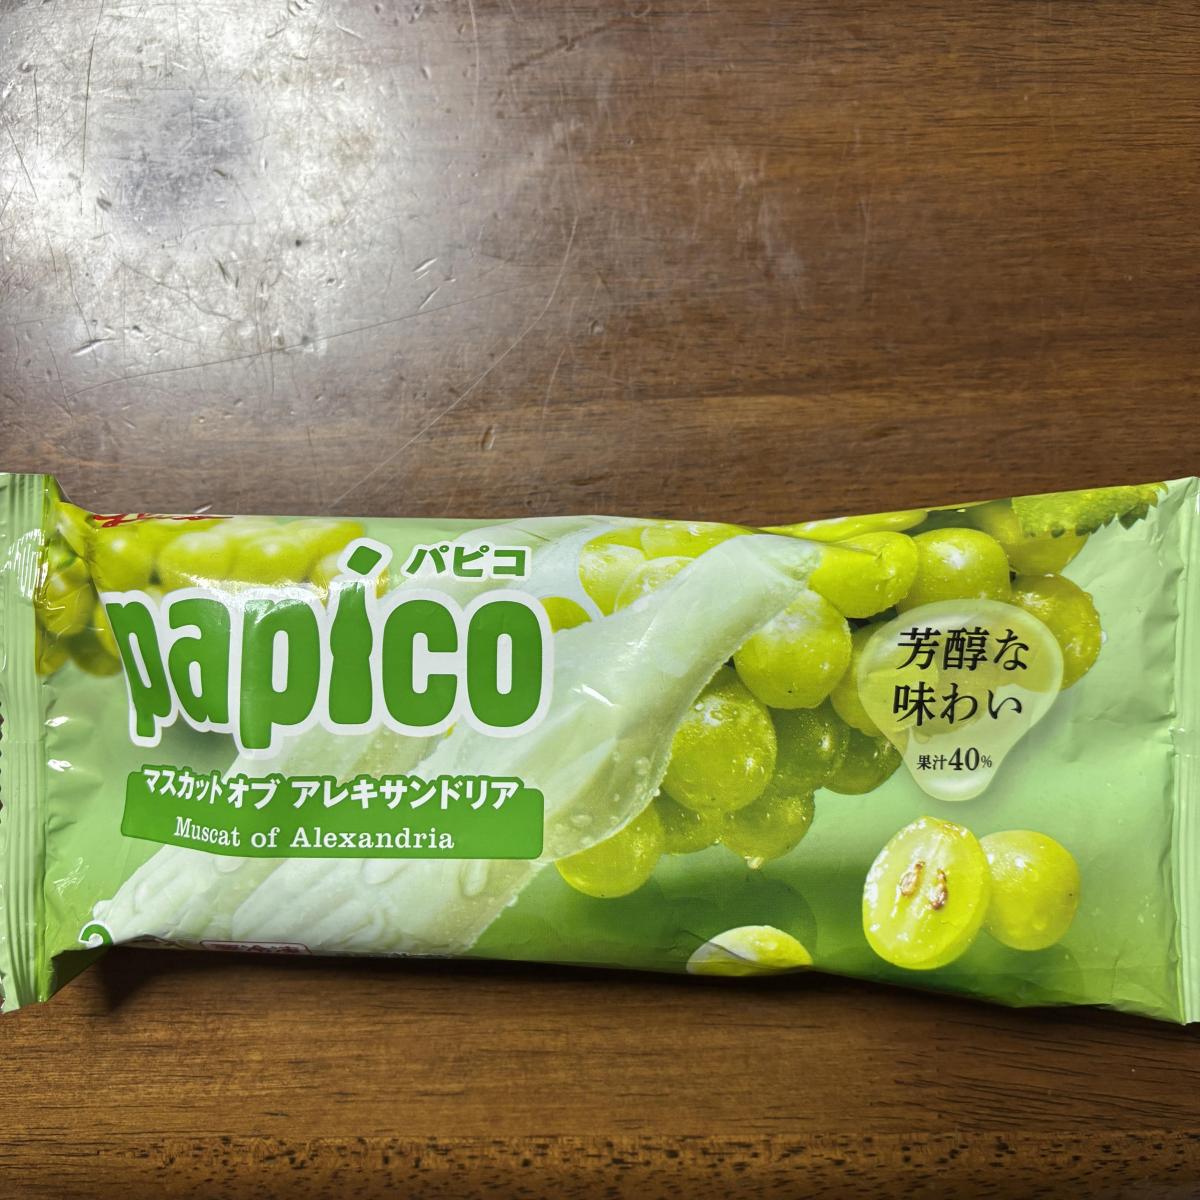 パピコ
papico
マスカット オブ アレキサンドリア
Muscat of Alexandria
芳醇な
味わい
果汁40%